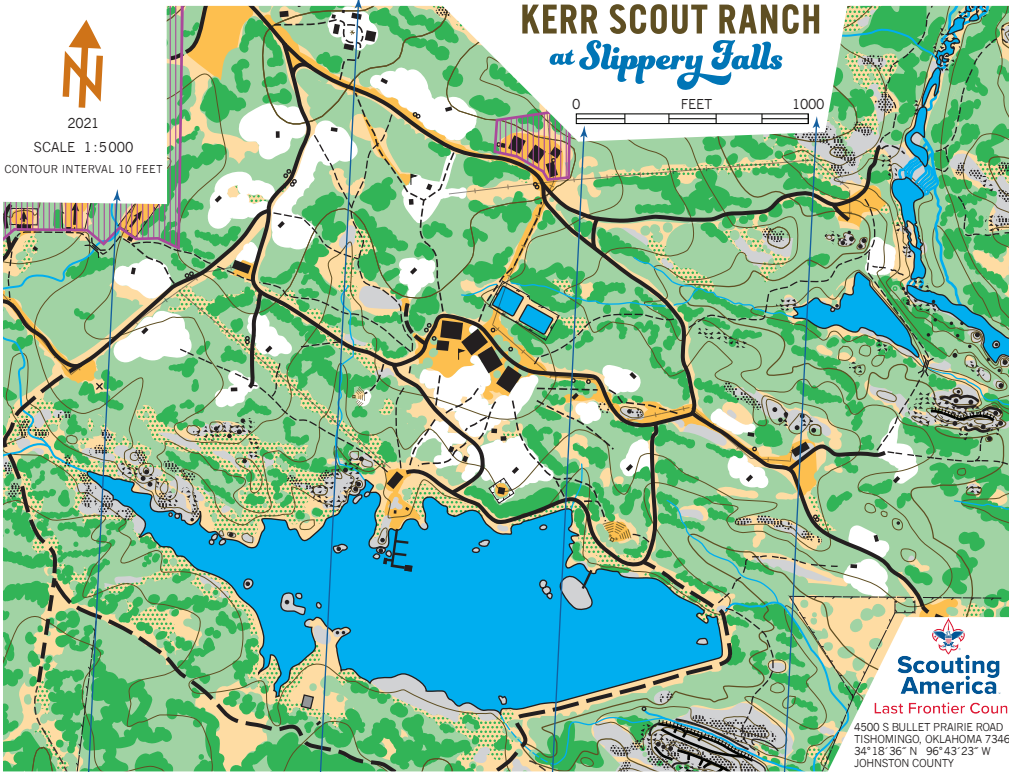 KERR SCOUT RANCH
at Slippery Falls
0 FEET 1000
N
2021
SCALE 1:5000
CONTOUR INTERVAL 10 FEET
Scouting
America
Last Frontier Coun
4500 S BULLET PRAIRIE ROAD
TISHOMINGO, OKLAHOMA 7346
34°18'36" N 96°43'23" W
JOHNSTON COUNTY